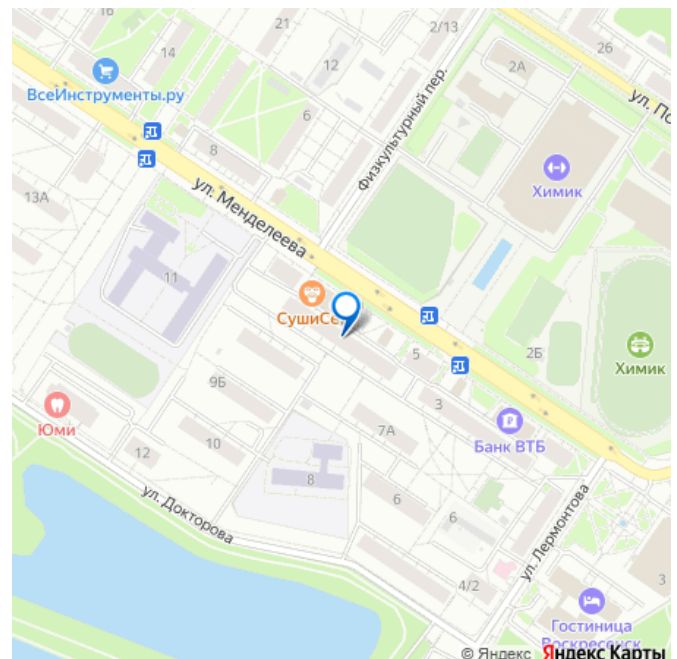 16
21
2/13
26
14
12
2А
ВсеИнструменты.ру
6
Физкультурный пер.
ул. По
8
Химик
13А
ул. Менделеева
11
СушиСе
5
2Б
Химик
9Б
3
Юми
7А
Банк ВТБ
12
10
8
6
6
ул. Докторова
ул. Лермонтова
4/2
3
Гостиница
Воскресенск
© Яндекс Яндекс Карты